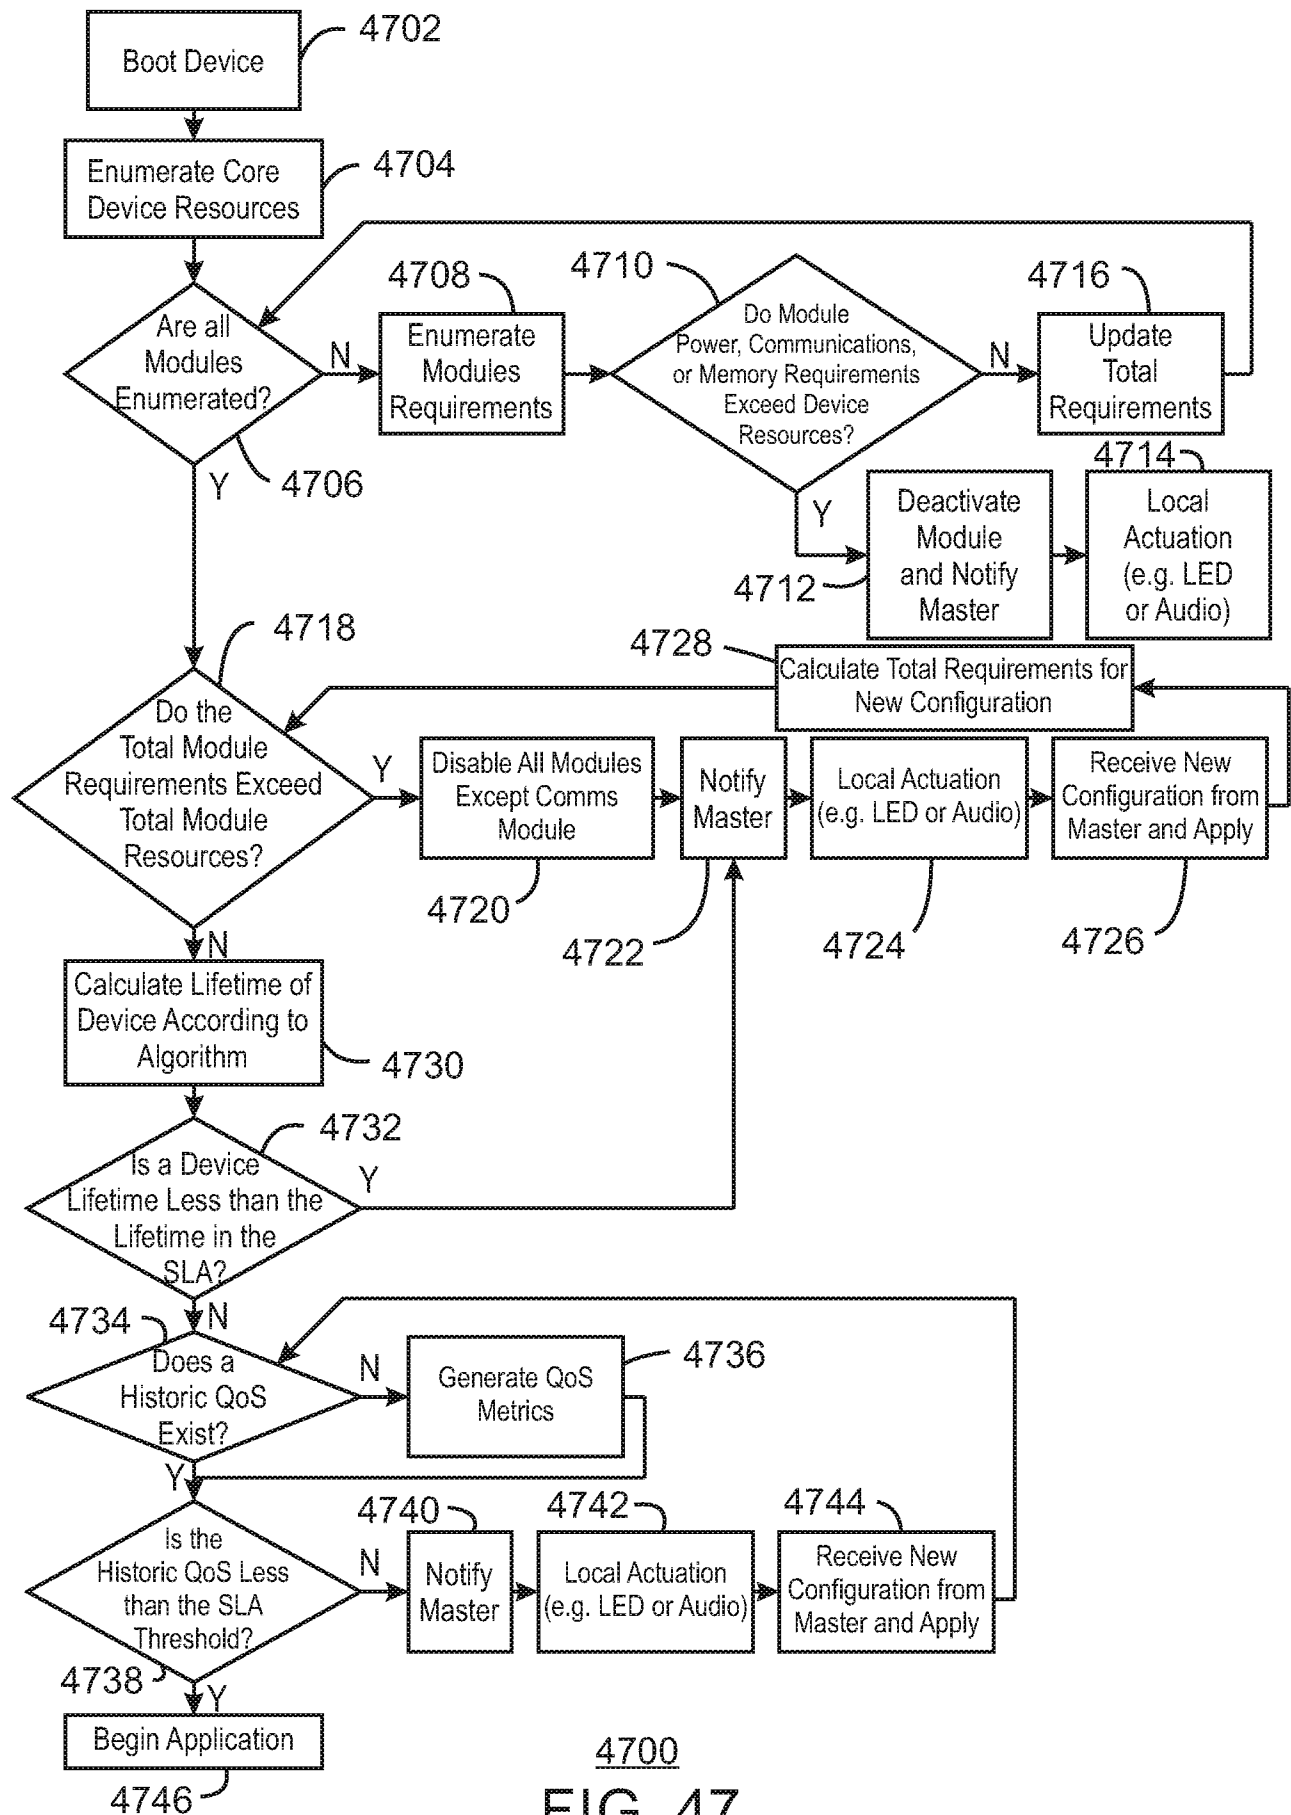 4702
Boot Device
4704
Enumerate Core
Device Resources
4708
4710
4716
Are all
Modules
Enumerated?
N
Enumerate
Modules
Requirements
Do Module
Power, Communications,
or Memory Requirements
Exceed Device
Resources?
N
Update
Total
Requirements
4706
Y
Y
4712
Deactivate
Module
and Notify
Master
4714
Local
Actuation
(e.g. LED
or Audio)
4718
4728
Calculate Total Requirements for
New Configuration
Do the
Total Module
Requirements Exceed
Total Module
Resources?
Y
Disable All Modules
Except Comms
Module
Notify
Master
Local Actuation
(e.g. LED or Audio)
Receive New
Configuration from
Master and Apply
4720
4722
4724
4726
N
Calculate Lifetime of
Device According to
Algorithm
4730
4732
Is a Device
Lifetime Less than the
Lifetime in the
SLA?
Y
N
4734
Does a
Historic QoS
Exist?
N
Generate QoS
Metrics
4736
Y
4740
4742
4744
Is the
Historic QoS Less
than the SLA
Threshold?
N
Notify
Master
Local Actuation
(e.g. LED or Audio)
Receive New
Configuration from
Master and Apply
4738
Y
Begin Application
4746
4700
FIG. 47